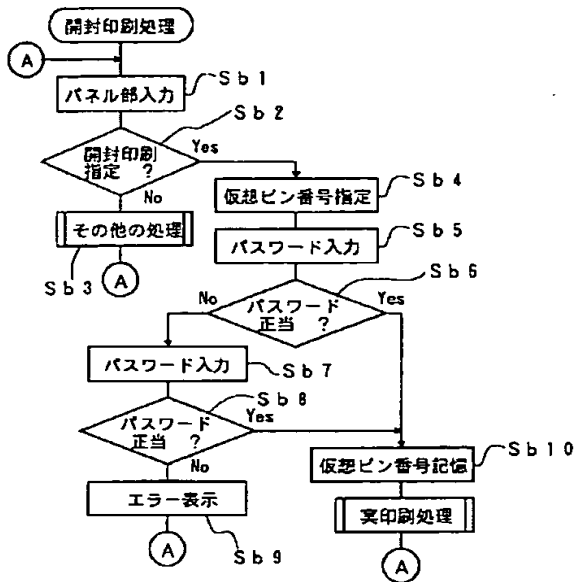 開封印刷処理
A
Sb1
パネル部入力
Sb2
開封印刷
指定 ?
Yes
No
Sb4
仮想ピン番号指定
その他の処理
Sb3
A
Sb5
パスワード入力
Sb6
No
パスワード
正当 ?
Yes
パスワード入力
Sb7
Sb8
パスワード
正当 ?
Yes
No
Sb10
仮想ピン番号記憶
エラー表示
Sb9
実印刷処理
A
A